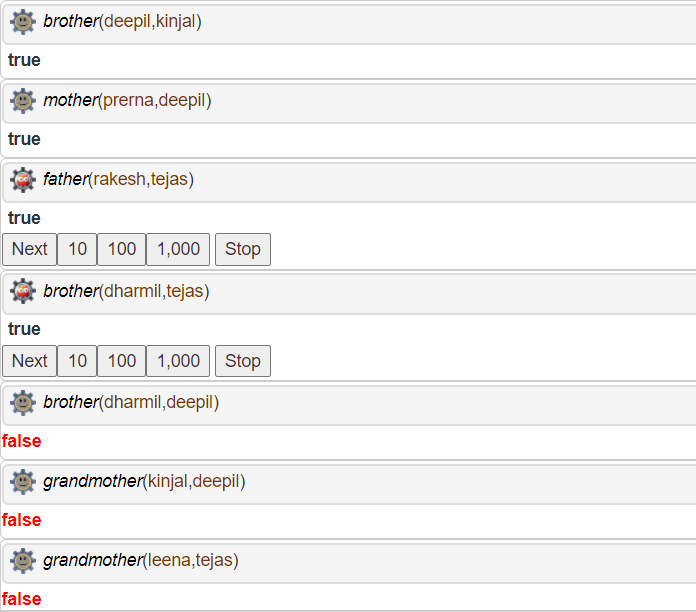 brother(deepil,kinjal)
true
mother(prerna,deepil)
true
father(rakesh,tejas)
true
Next 10 100 1,000 Stop
brother(dharmil,tejas)
true
Next 10 100 1,000 Stop
brother(dharmil,deepil)
false
grandmother(kinjal,deepil)
false
grandmother(leena,tejas)
false